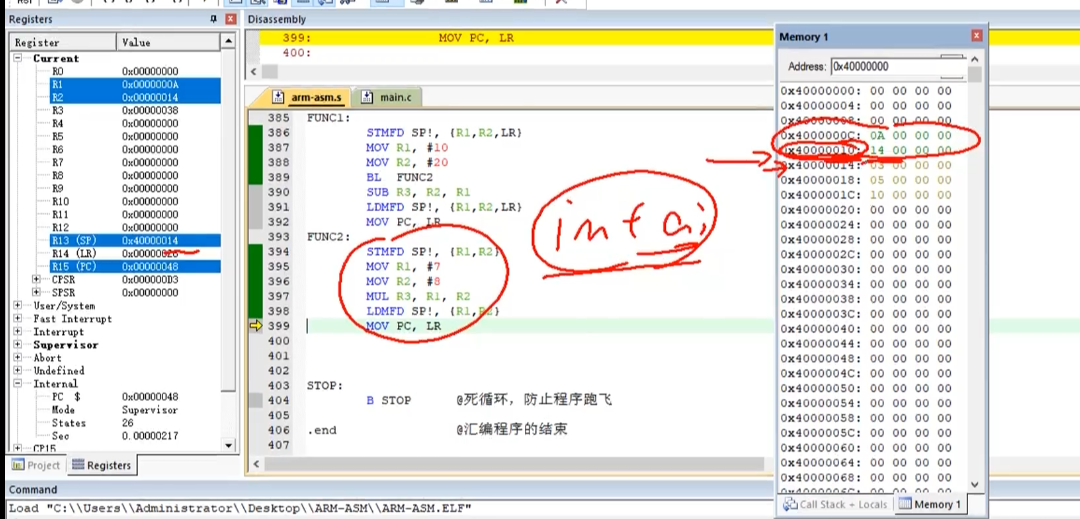 Registers
Disassembly
Register Value
Current
R0 0x00000000
R1 0x0000000A
R2 0x00000014
R3 0x00000038
R4 0x00000000
R5 0x00000000
R6 0x00000000
R7 0x00000000
R8 0x00000000
R9 0x00000000
R10 0x00000000
R11 0x00000000
R12 0x00000000
R13 (SP) 0x40000014
R14 (LR) 0x00000028
R15 (PC) 0x00000048
CPSR 0x000000D3
SPSR 0x00000000
User/System
Fast Interrupt
Interrupt
Supervisor
Abort
Undefined
Internal
PC $ 0x00000048
Mode Supervisor
States 26
Sec 0.00000217
CP15
Project Registers
399: MOV PC, LR
400:
arm-asm.s main.c
385 FUNC1:
386 STMFD SP!, {R1,R2,LR}
387 MOV R1, #10
388 MOV R2, #20
389 BL FUNC2
390 SUB R3, R2, R1
391 LDMFD SP!, {R1,R2,LR}
392 MOV PC, LR
393 FUNC2:
394 STMFD SP!, {R1,R2}
395 MOV R1, #7
396 MOV R2, #8
397 MUL R3, R1, R2
398 LDMFD SP!, {R1,R2}
399 MOV PC, LR
400
401
402
403 STOP:
404 B STOP @死循环，防止程序跑飞
405
406 .end @汇编程序的结束
407
int a;
Memory 1
Address: 0x40000000
0x40000000: 00 00 00 00
0x40000004: 00 00 00 00
0x40000008: 00 00 00 00
0x4000000C: 0A 00 00 00
0x40000010: 14 00 00 00
0x40000014: 03 00 00 00
0x40000018: 05 00 00 00
0x4000001C: 10 00 00 00
0x40000020: 00 00 00 00
0x40000024: 00 00 00 00
0x40000028: 00 00 00 00
0x4000002C: 00 00 00 00
0x40000030: 00 00 00 00
0x40000034: 00 00 00 00
0x40000038: 00 00 00 00
0x4000003C: 00 00 00 00
0x40000040: 00 00 00 00
0x40000044: 00 00 00 00
0x40000048: 00 00 00 00
0x4000004C: 00 00 00 00
0x40000050: 00 00 00 00
0x40000054: 00 00 00 00
0x40000058: 00 00 00 00
0x4000005C: 00 00 00 00
0x40000060: 00 00 00 00
0x40000064: 00 00 00 00
0x40000068: 00 00 00 00
Call Stack + Locals Memory 1
Command
Load "C:\\Users\\Administrator\\Desktop\\ARM-ASM\\ARM-ASM.ELF"